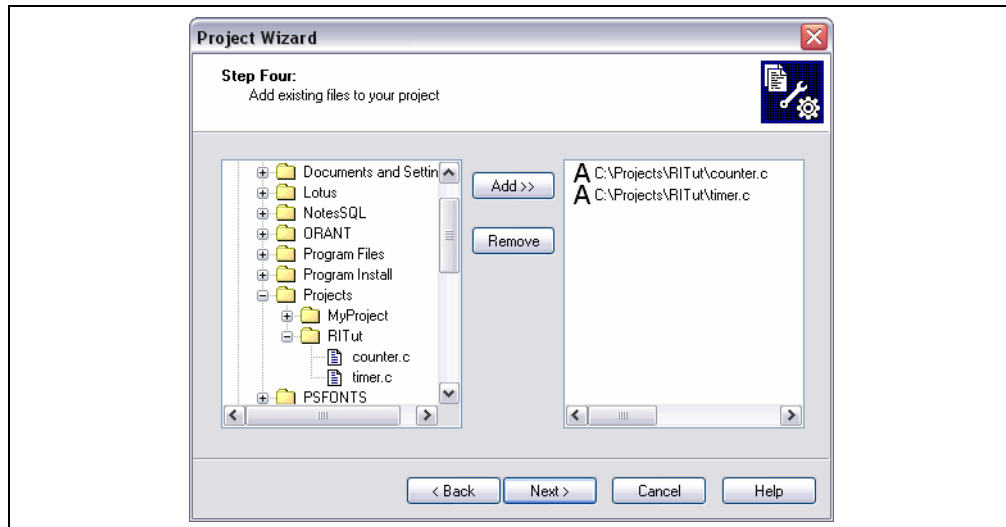 Project Wizard
Step Four:
Add existing files to your project
Documents and Settin
Lotus
NotesSQL
ORANT
Program Files
Program Install
Projects
MyProject
RITut
counter.c
timer.c
PSFONTS
Add >>
Remove
A C:\Projects\RITut\counter.c
A C:\Projects\RITut\timer.c
< Back
Next >
Cancel
Help